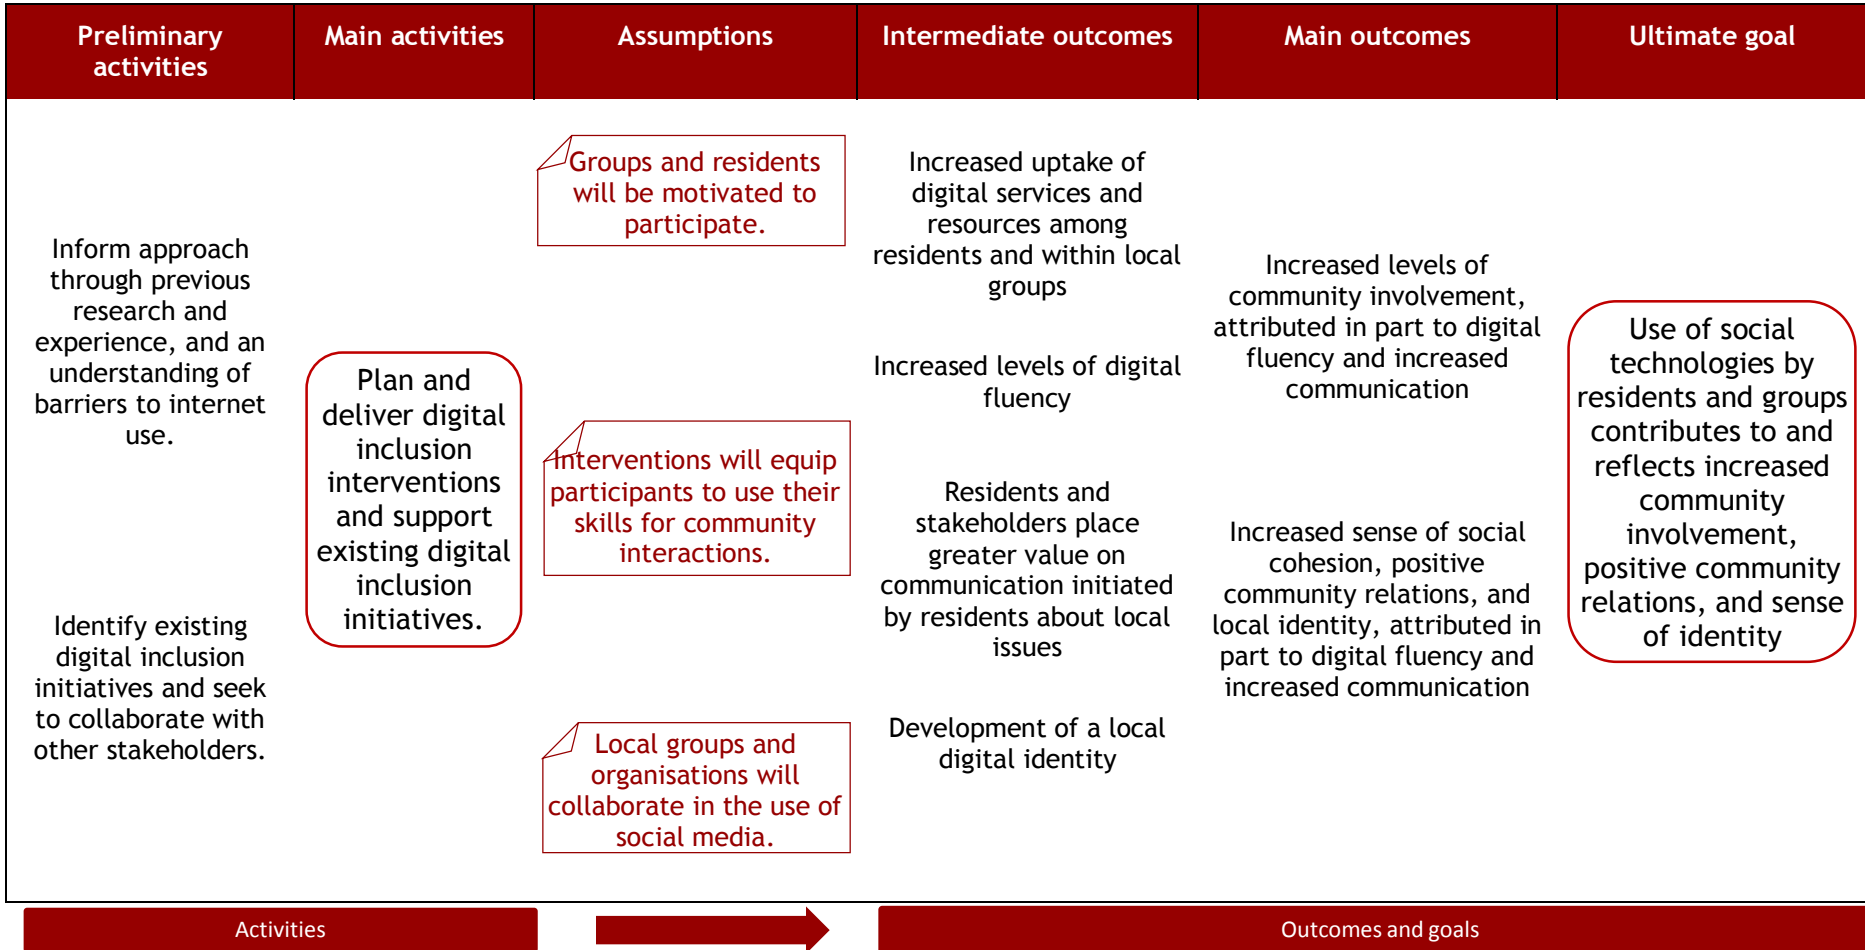 Preliminary
activities
Main activities
Assumptions
Intermediate outcomes
Main outcomes
Ultimate goal
Inform approach
through previous
research and
experience, and an
understanding of
barriers to internet
use.
Identify existing
digital inclusion
initiatives and seek
to collaborate with
other stakeholders.
Plan and
deliver digital
inclusion
interventions
and support
existing digital
inclusion
initiatives.
Groups and residents
will be motivated to
participate.
Interventions will equip
participants to use their
skills for community
interactions.
Local groups and
organisations will
collaborate in the use of
social media.
Increased uptake of
digital services and
resources among
residents and within local
groups
Increased levels of digital
fluency
Residents and
stakeholders place
greater value on
communication initiated
by residents about local
issues
Development of a local
digital identity
Increased levels of
community involvement,
attributed in part to digital
fluency and increased
communication
Increased sense of social
cohesion, positive
community relations, and
local identity, attributed in
part to digital fluency and
increased communication
Use of social
technologies by
residents and groups
contributes to and
reflects increased
community
involvement,
positive community
relations, and sense
of identity
Activities
Outcomes and goals